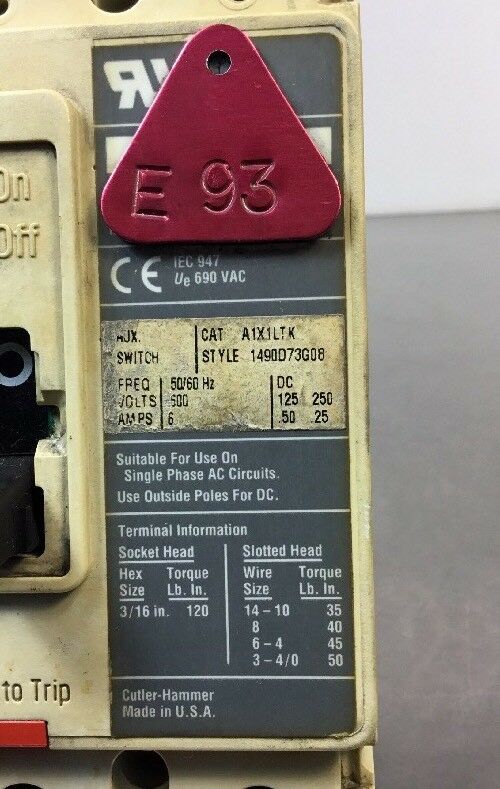 E 93
On
Off
IEC 947
CE
Ue 690 VAC
AUX. CAT A1X1LTK
SWITCH STYLE 1490D73G08
FREQ 50/60 Hz DC
VOLTS 600 125 250
AMPS 6 .50 .25
Suitable For Use On
Single Phase AC Circuits.
Use Outside Poles For DC.
Terminal Information
Socket Head Slotted Head
Hex Torque Wire Torque
Size Lb. In. Size Lb. In.
3/16 in. 120 14-10 35
8 40
6-4 45
3-4/0 50
to Trip
Cutler-Hammer
Made in U.S.A.